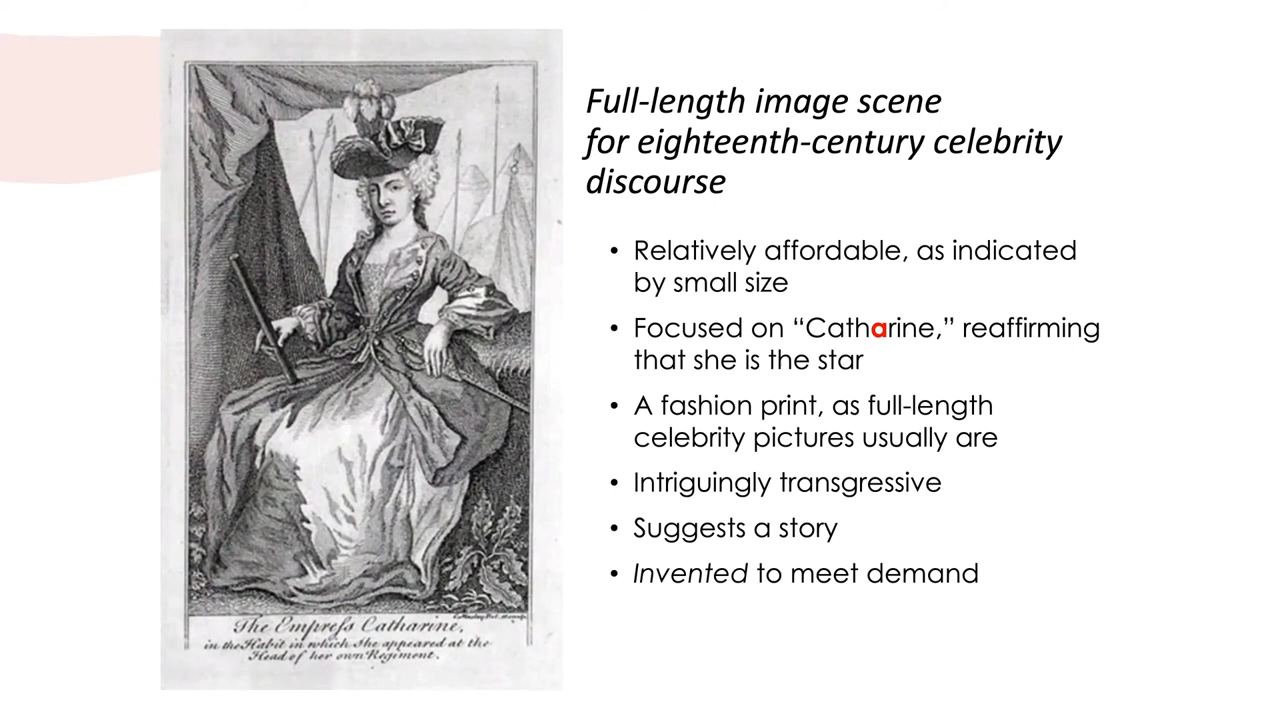 Full-length image scene
for eighteenth-century celebrity
discourse
• Relatively affordable, as indicated
by small size
• Focused on “Catharine,” reaffirming
that she is the star
• A fashion print, as full-length
celebrity pictures usually are
• Intriguingly transgressive
• Suggests a story
• Invented to meet demand
The Empreſs Catharine,
in the Habit in which She appeared at the
Head of her own Regiment.